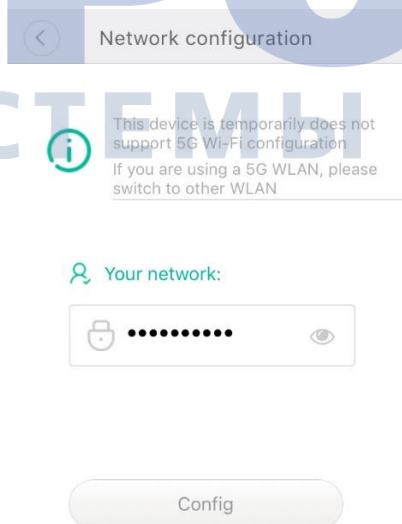 Network configuration
СТЕМЫ
This device is temporarily does not
support 5G Wi-Fi configuration
If you are using a 5G WLAN, please
switch to other WLAN
Your network:
••••••••••
Config